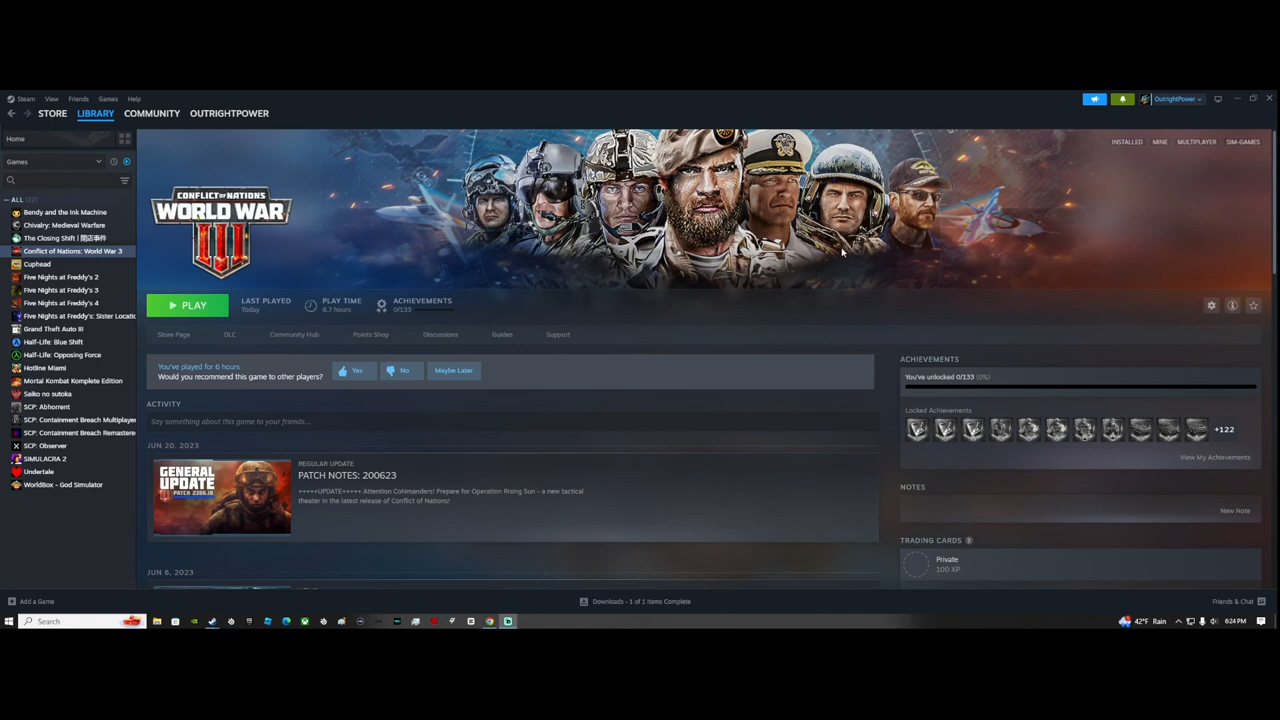 Steam View Friends Games Help
OutrightPower
STORE LIBRARY COMMUNITY OUTRIGHTPOWER
Home
Games
ALL (22)
Bendy and the Ink Machine
Chivalry: Medieval Warfare
The Closing Shift | 閉店事件
Conflict of Nations: World War 3
Cuphead
Five Nights at Freddy's 2
Five Nights at Freddy's 3
Five Nights at Freddy's 4
Five Nights at Freddy's: Sister Locatio
Grand Theft Auto III
Half-Life: Blue Shift
Half-Life: Opposing Force
Hotline Miami
Mortal Kombat Komplete Edition
Saiko no sutoka
SCP: Abhorrent
SCP: Containment Breach Multiplayer
SCP: Containment Breach Remastered
SCP: Observer
SIMULACRA 2
Undertale
WorldBox - God Simulator
INSTALLED MINE MULTIPLAYER SIM-GAMES
CONFLICT OF NATIONS
WORLD WAR
III
PLAY
LAST PLAYED
Today
PLAY TIME
6.7 hours
ACHIEVEMENTS
0/133
Store Page DLC Community Hub Points Shop Discussions Guides Support
You've played for 6 hours
Would you recommend this game to other players?
Yes No Maybe Later
ACTIVITY
Say something about this game to your friends...
JUN 20, 2023
GENERAL
UPDATE
PATCH 2306.18
REGULAR UPDATE
PATCH NOTES: 200623
+++++UPDATE+++++ Attention CoNmanders! Prepare for Operation Rising Sun - a new tactical
theater in the latest release of Conflict of Nations!
JUN 6, 2023
ACHIEVEMENTS
You've unlocked 0/133 (0%)
Locked Achievements
+122
View My Achievements
NOTES
New Note
TRADING CARDS ?
Private
100 XP
Add a Game
Downloads - 1 of 1 Items Complete
Friends & Chat
Search
42°F Rain
6:24 PM